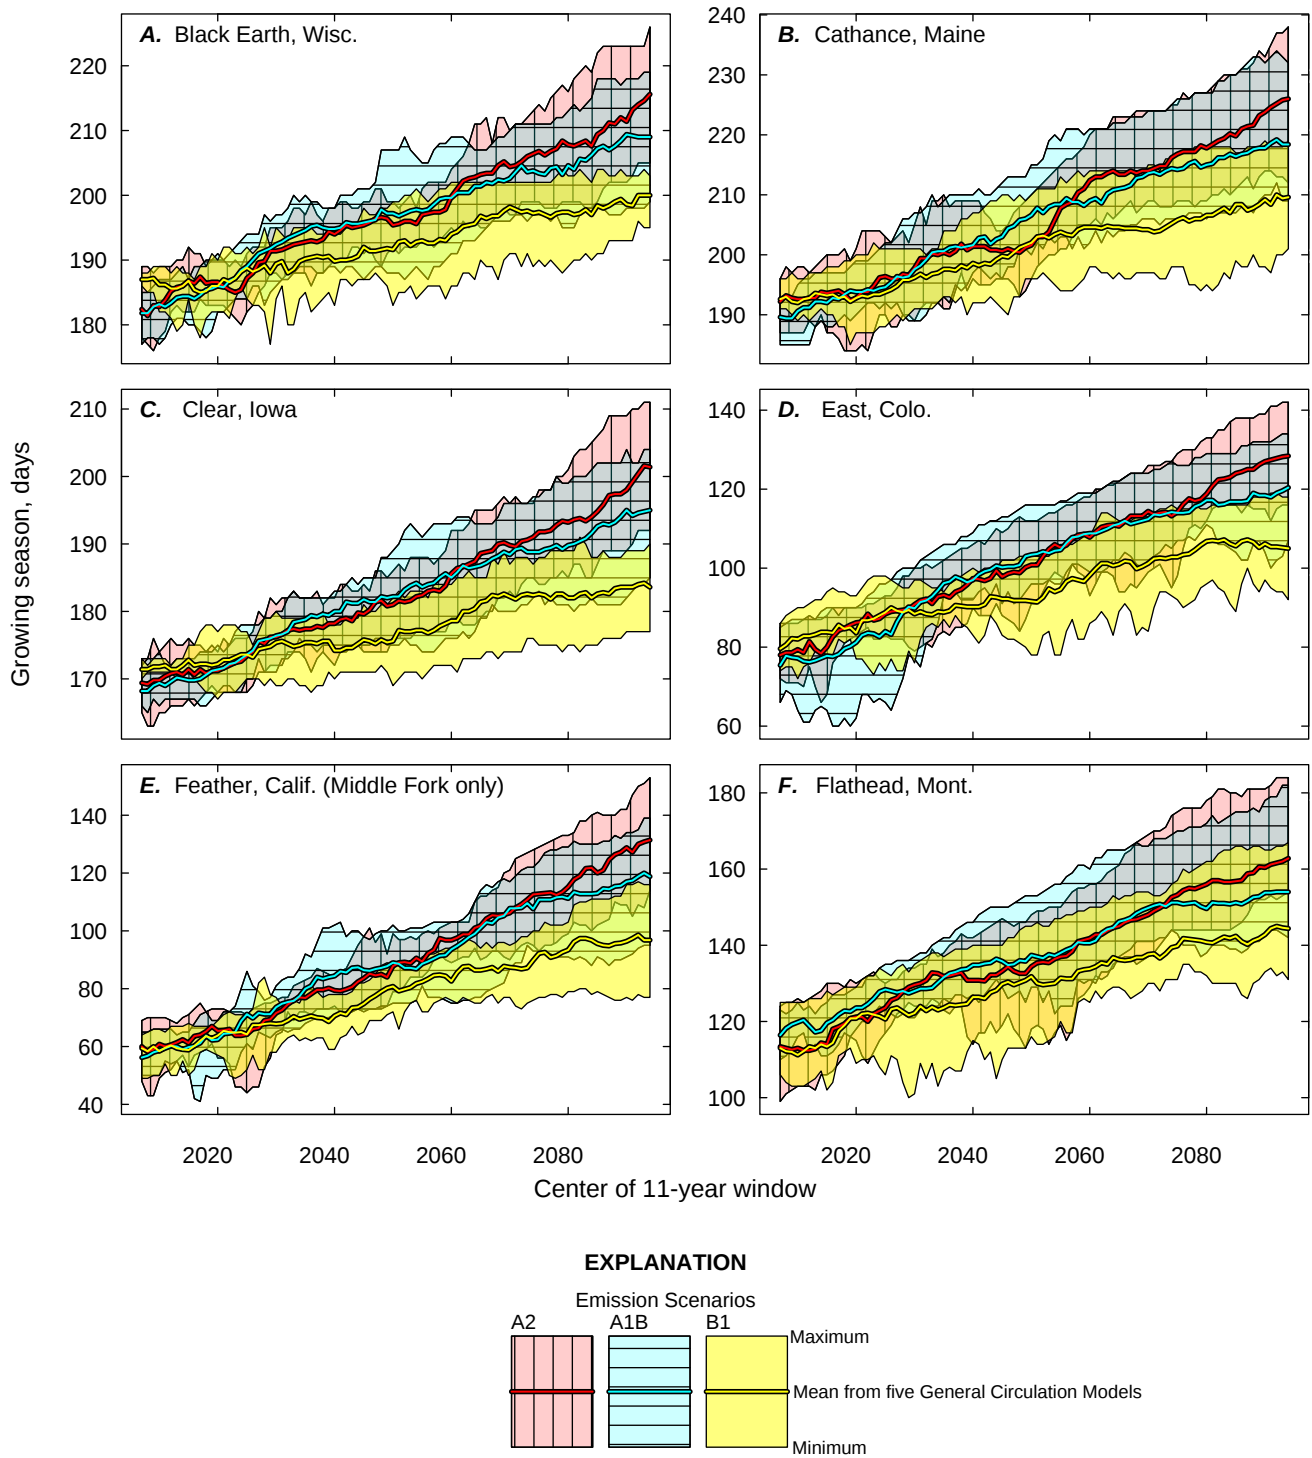 A. Black Earth, Wisc.
220
210
200
190
180
B. Cathance, Maine
240
230
220
210
200
190
C. Clear, Iowa
210
200
190
180
170
D. East, Colo.
140
120
100
80
60
Growing season, days
E. Feather, Calif. (Middle Fork only)
140
120
100
80
60
40
F. Flathead, Mont.
180
160
140
120
100
2020 2040 2060 2080
2020 2040 2060 2080
Center of 11-year window
EXPLANATION
Emission Scenarios
A2 A1B B1
Maximum
Mean from five General Circulation Models
Minimum